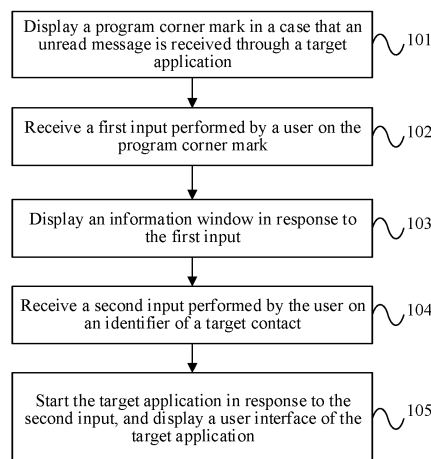 Display a program corner mark in a case that an
unread message is received through a target
application
101
Receive a first input performed by a user on the
program corner mark
102
Display an information window in response to
the first input
103
Receive a second input performed by the user on
an identifier of a target contact
104
Start the target application in response to the
second input, and display a user interface of the
target application
105